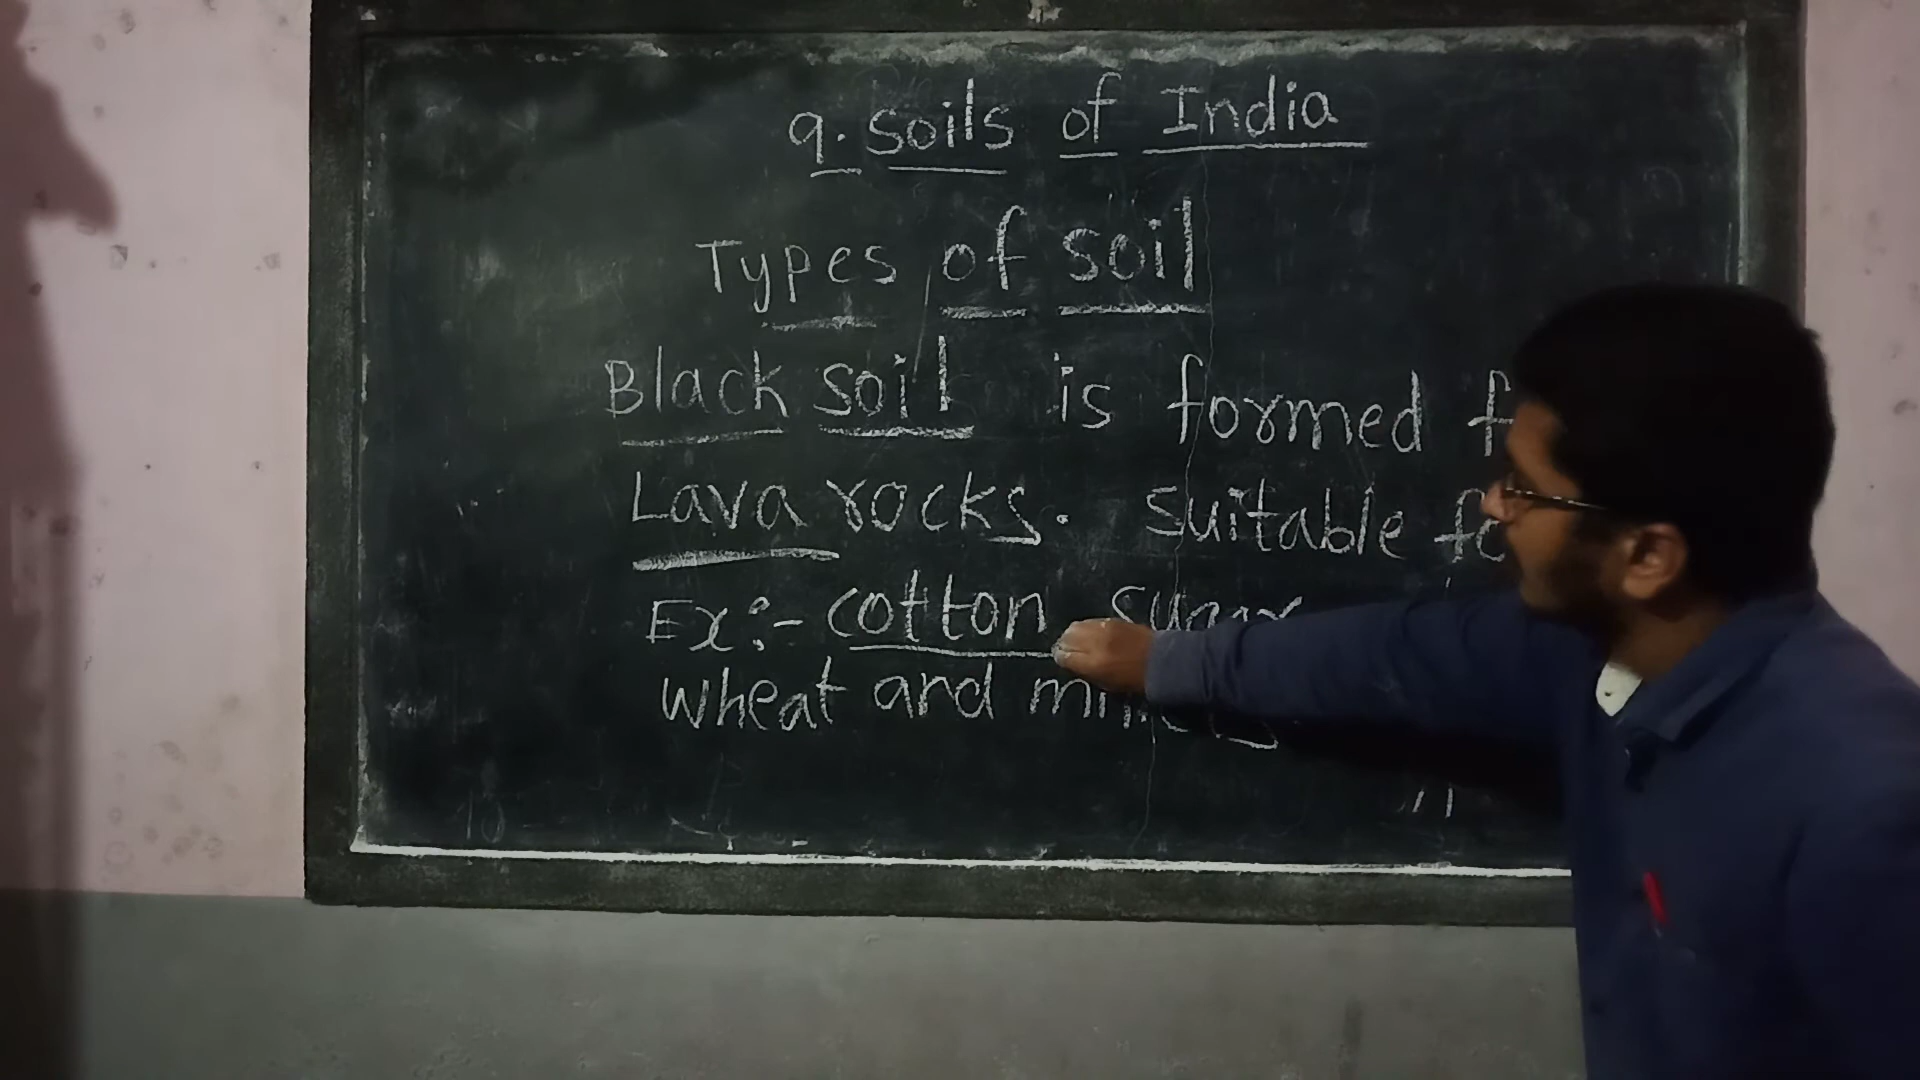 9. Soils of India
Types of soil
Black soil is formed f
Lava rocks. Suitable fo
Ex:- cotton sugar
wheat and